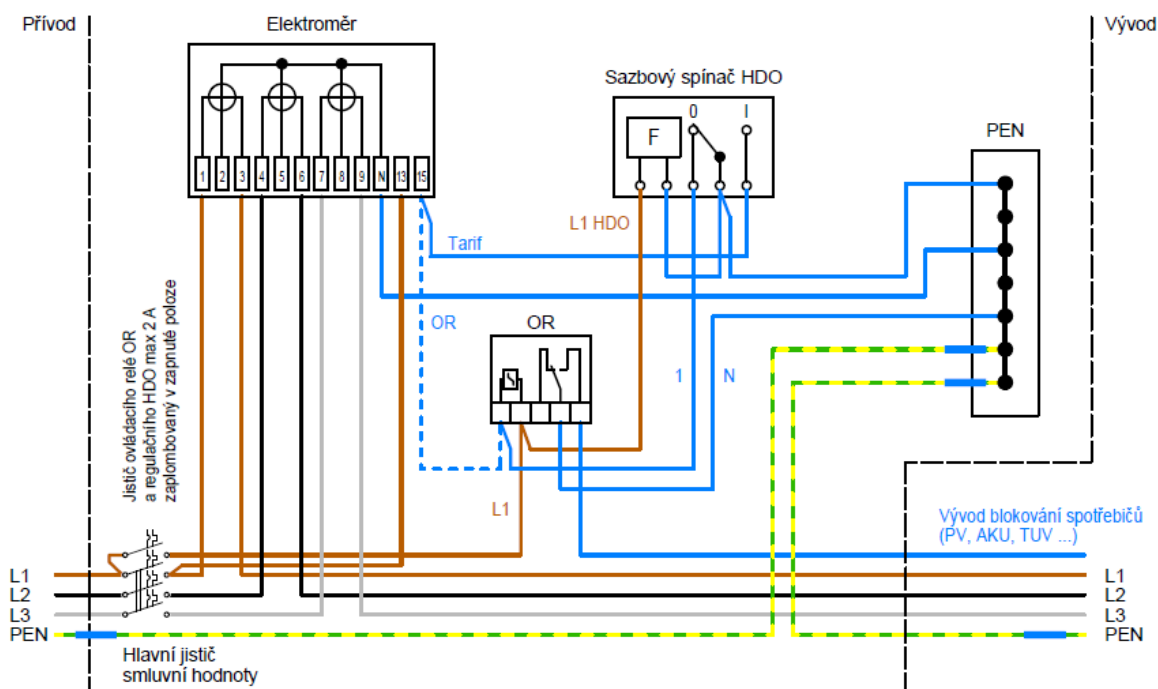 Přívod
Elektroměr
Vývod
Sazbový spínač HDO
0
I
F
PEN
1
2
3
4
5
6
7
8
9
N
13
15
L1 HDO
Tarif
OR
OR
1
N
Jistič ovládacího relé OR
a regulačního HDO max 2 A
zaplombovaný v zapnuté poloze
L1
Vývod blokování spotřebičů
(PV, AKU, TUV ...)
L1
L2
L3
PEN
L1
L2
L3
PEN
Hlavní jistič
smluvní hodnoty